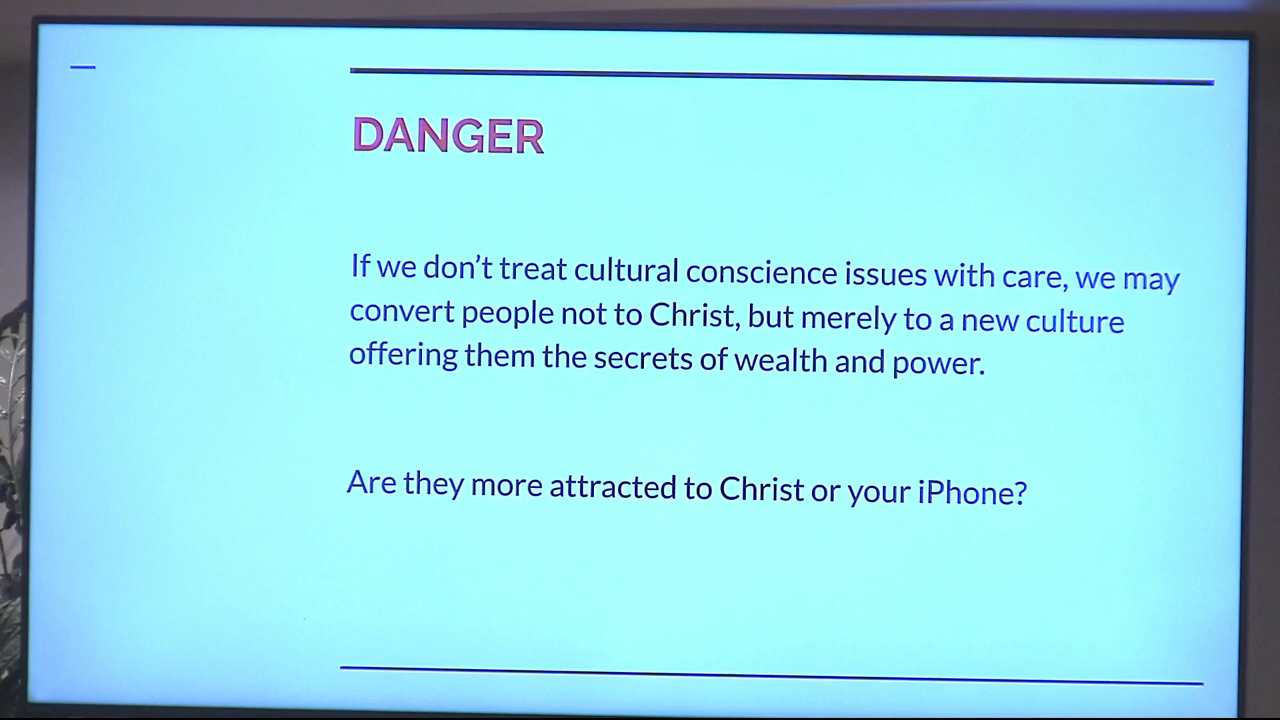 DANGER
If we don't treat cultural conscience issues with care, we may
convert people not to Christ, but merely to a new culture
offering them the secrets of wealth and power.
Are they more attracted to Christ or your iPhone?